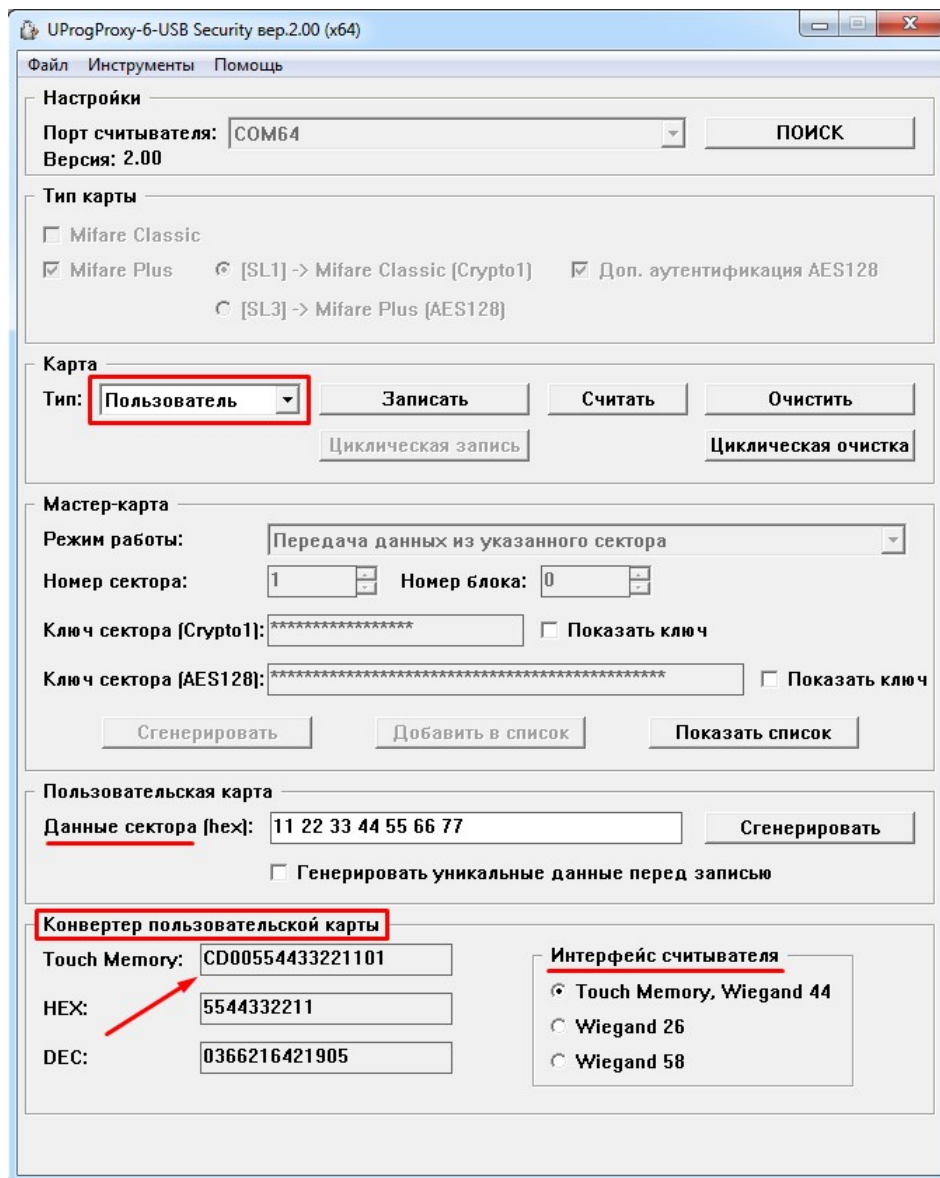 UProgProxy-6-USB Security вер.2.00 (x64)
Файл Инструменты Помощь
Настройки
Порт считывателя: COM64 ПОИСК
Версия: 2.00
Тип карты
Mifare Classic
Mifare Plus [SL1] -> Mifare Classic (Crypto1) Доп. аутентификация AES128
[SL3] -> Mifare Plus (AES128)
Карта
Тип: Пользователь Записать Считать Очистить
Циклическая запись Циклическая очистка
Мастер-карта
Режим работы: Передача данных из указанного сектора
Номер сектора: 1 Номер блока: 0
Ключ сектора (Crypto1): ***************** Показать ключ
Ключ сектора (AES128): *********************************************** Показать ключ
Сгенерировать Добавить в список Показать список
Пользовательская карта
Данные сектора (hex): 11 22 33 44 55 66 77 Сгенерировать
Генерировать уникальные данные перед записью
Конвертер пользовательской карты
Touch Memory: CD00554433221101 Интерфейс считывателя
Touch Memory, Wiegand 44
HEX: 5544332211
Wiegand 26
DEC: 0366216421905 Wiegand 58